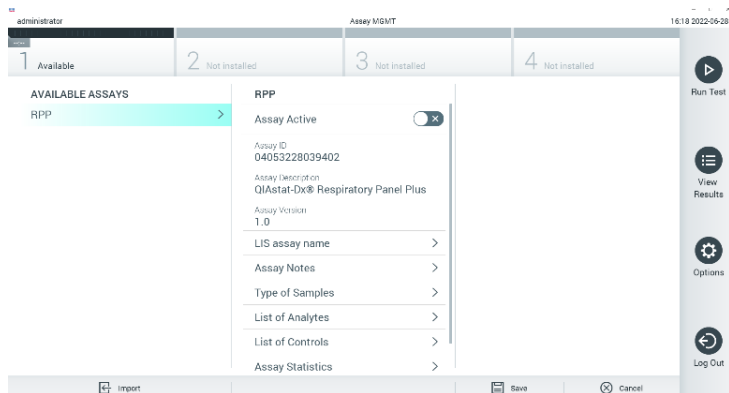 administrator
Assay MGMT
16:18 2022-06-28
1 Available
2 Not installed
3 Not installed
4 Not installed
AVAILABLE ASSAYS
RPP
RPP
Assay Active
Assay ID
04053228039402
Assay Description
QIAstat-Dx® Respiratory Panel Plus
Assay Version
1.0
LIS assay name
Assay Notes
Type of Samples
List of Analytes
List of Controls
Assay Statistics
Run Test
View
Results
Options
Log Out
Import
Save
Cancel